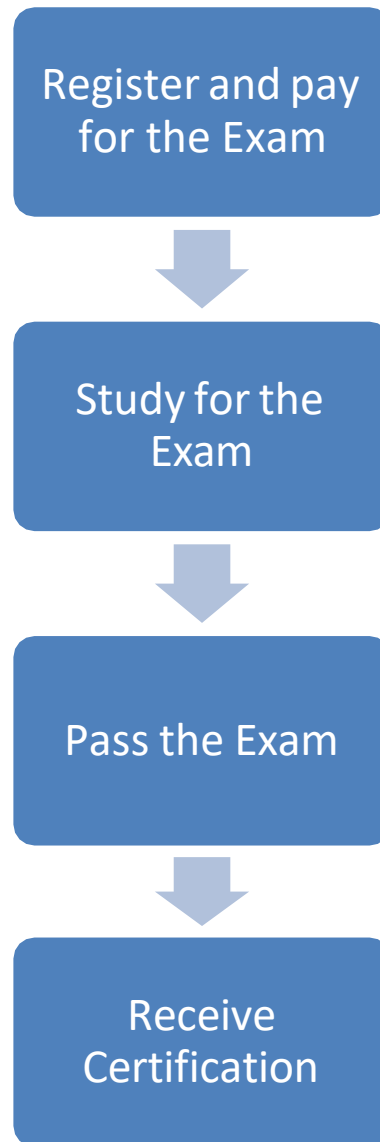 Register and pay
for the Exam
Study for the
Exam
Pass the Exam
Receive
Certification